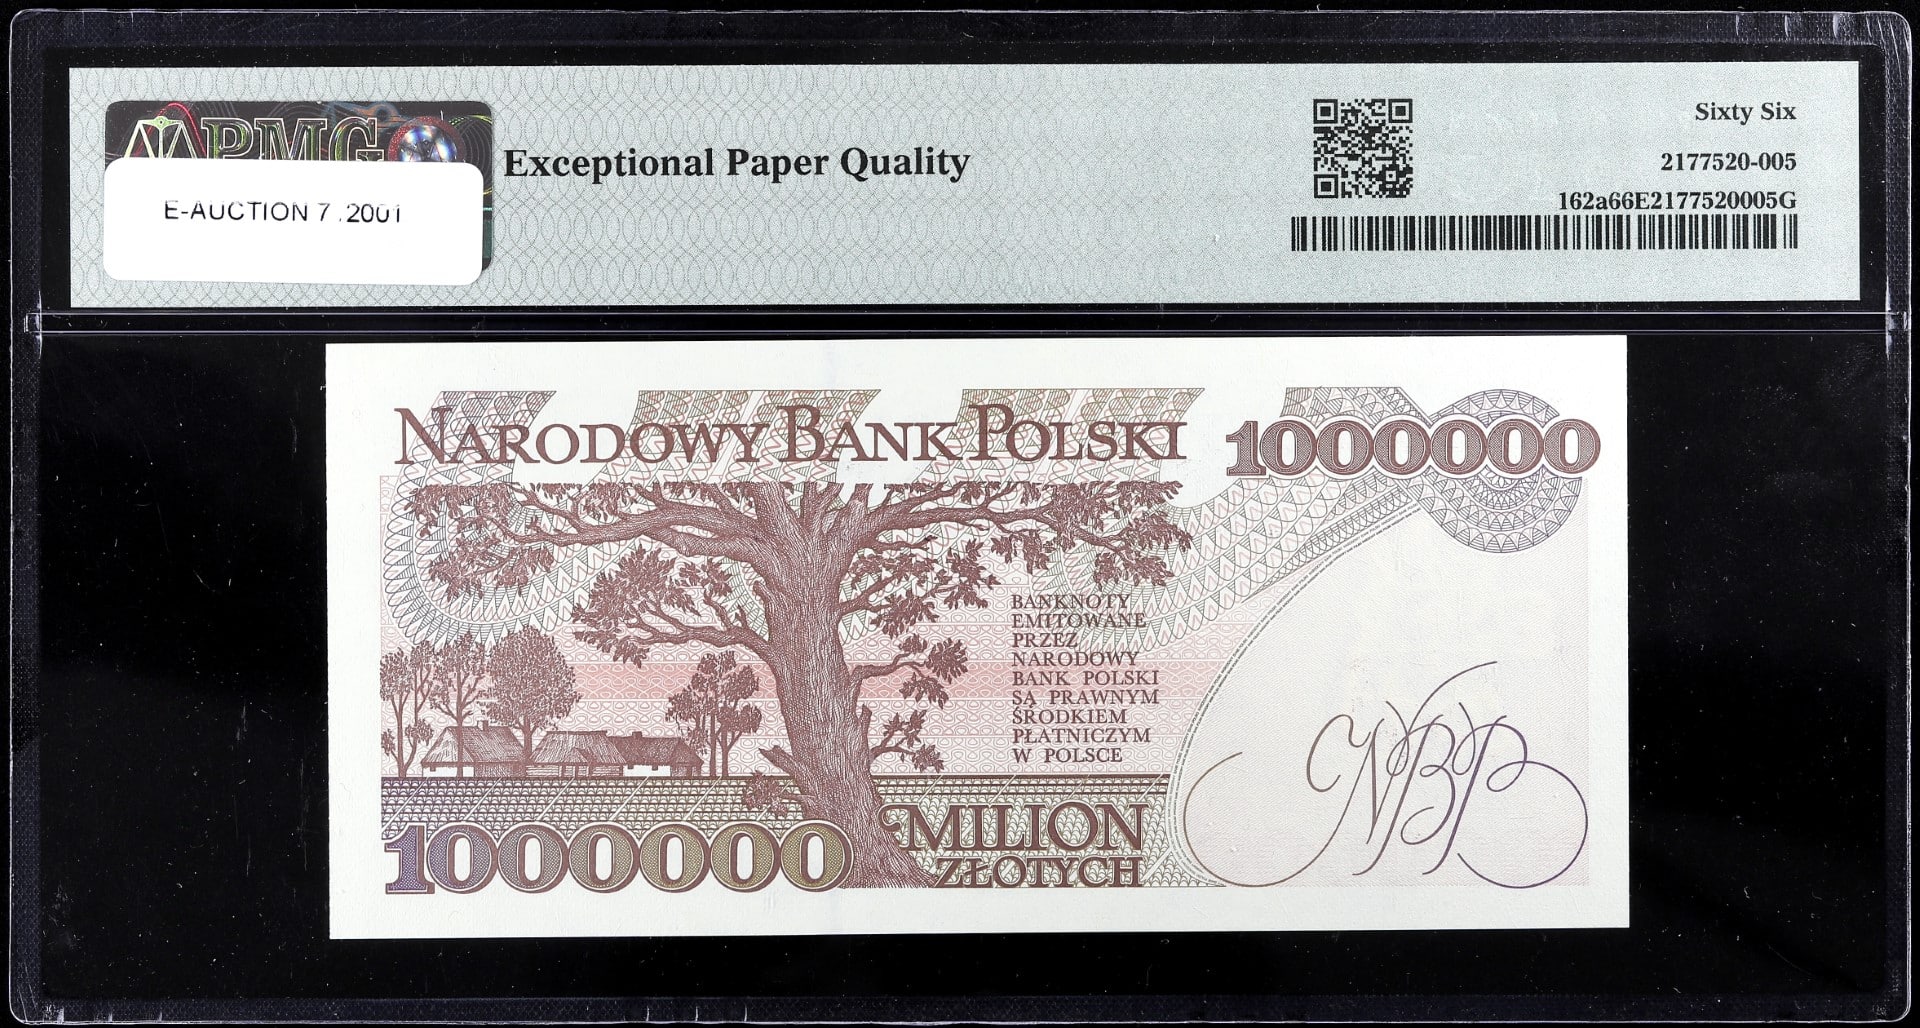 PMG
E-AUCTION 7 .2001
Exceptional Paper Quality
Sixty Six
2177520-005
162a66E2177520005G
NARODOWY BANK POLSKI
1000000
BANKNOTY
EMITOWANE
PRZEZ
NARODOWY
BANK POLSKI
SĄ PRAWNYM
ŚRODKIEM
PŁATNICZYM
W POLSCE
1000000
MILION
ZŁOTYCH
NBP